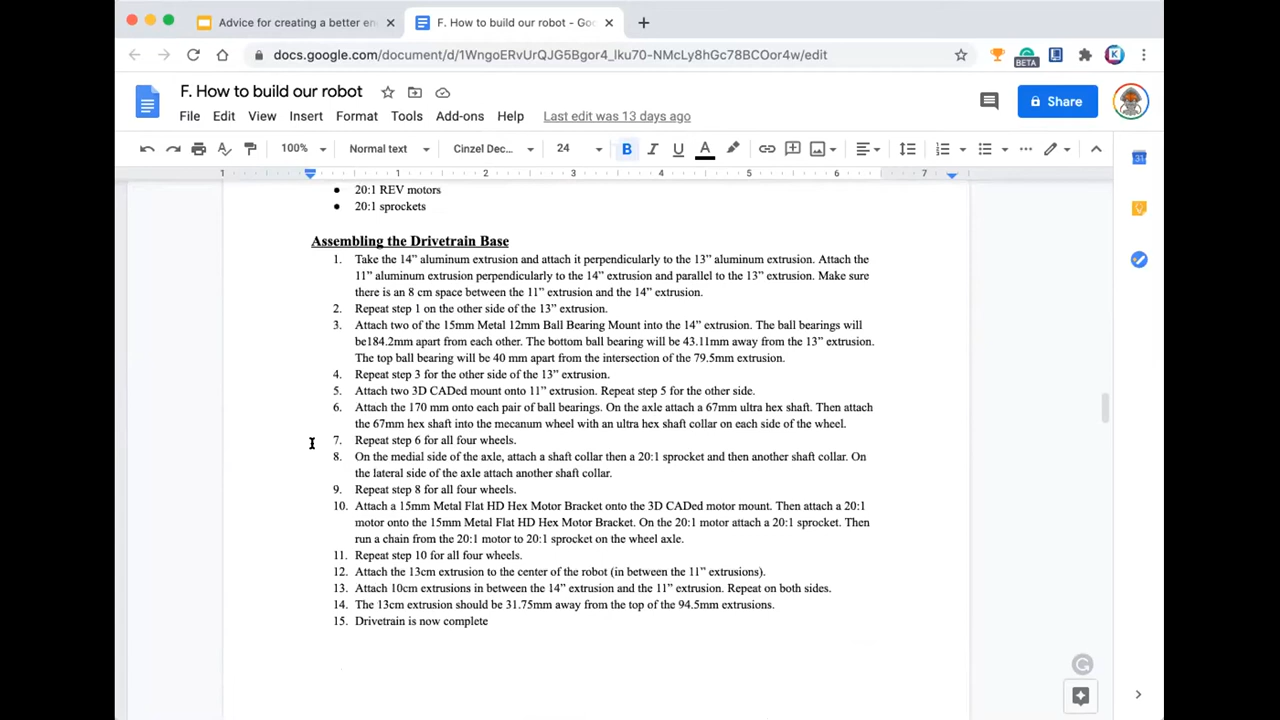 Advice for creating a better en
F. How to build our robot - Goo
docs.google.com/document/d/1WngoERvUrQJG5Bgor4_lku70-NMcLy8hGc78BCOor4w/edit
BETA
K
F. How to build our robot
File Edit View Insert Format Tools Add-ons Help Last edit was 13 days ago
Share
100% Normal text Cinzel Dec... 24 B I U A
1 1 2 3 4 5 6 7
31
● 20:1 REV motors
● 20:1 sprockets
Assembling the Drivetrain Base
1. Take the 14” aluminum extrusion and attach it perpendicularly to the 13” aluminum extrusion. Attach the
11” aluminum extrusion perpendicularly to the 14” extrusion and parallel to the 13” extrusion. Make sure
there is an 8 cm space between the 11” extrusion and the 14” extrusion.
2. Repeat step 1 on the other side of the 13” extrusion.
3. Attach two of the 15mm Metal 12mm Ball Bearing Mount into the 14” extrusion. The ball bearings will
be184.2mm apart from each other. The bottom ball bearing will be 43.11mm away from the 13” extrusion.
The top ball bearing will be 40 mm apart from the intersection of the 79.5mm extrusion.
4. Repeat step 3 for the other side of the 13” extrusion.
5. Attach two 3D CADed mount onto 11” extrusion. Repeat step 5 for the other side.
6. Attach the 170 mm onto each pair of ball bearings. On the axle attach a 67mm ultra hex shaft. Then attach
the 67mm hex shaft into the mecanum wheel with an ultra hex shaft collar on each side of the wheel.
7. Repeat step 6 for all four wheels.
8. On the medial side of the axle, attach a shaft collar then a 20:1 sprocket and then another shaft collar. On
the lateral side of the axle attach another shaft collar.
9. Repeat step 8 for all four wheels.
10. Attach a 15mm Metal Flat HD Hex Motor Bracket onto the 3D CADed motor mount. Then attach a 20:1
motor onto the 15mm Metal Flat HD Hex Motor Bracket. On the 20:1 motor attach a 20:1 sprocket. Then
run a chain from the 20:1 motor to 20:1 sprocket on the wheel axle.
11. Repeat step 10 for all four wheels.
12. Attach the 13cm extrusion to the center of the robot (in between the 11” extrusions).
13. Attach 10cm extrusions in between the 14” extrusion and the 11” extrusion. Repeat on both sides.
14. The 13cm extrusion should be 31.75mm away from the top of the 94.5mm extrusions.
15. Drivetrain is now complete